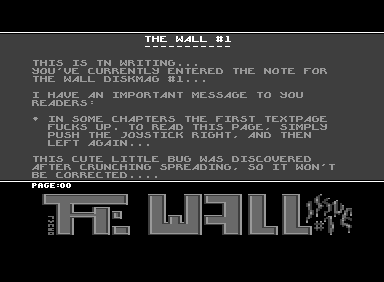 THE WALL #1
THIS IS TN WRITING...
YOU'VE CURRENTLY ENTERED THE NOTE FOR
THE WALL DISKMAG #1...
I HAVE AN IMPORTANT MESSAGE TO YOU
READERS:
* IN SOME CHAPTERS THE FIRST TEXTPAGE
FUCKS UP. TO READ THIS PAGE, SIMPLY
PUSH THE JOYSTICK RIGHT, AND THEN
LEFT AGAIN...
THIS CUTE LITTLE BUG WAS DISCOVERED
AFTER CRUNCHING SPREADING, SO IT WON'T
BE CORRECTED....
PAGE:00
THE WALL
ISSUE
#1